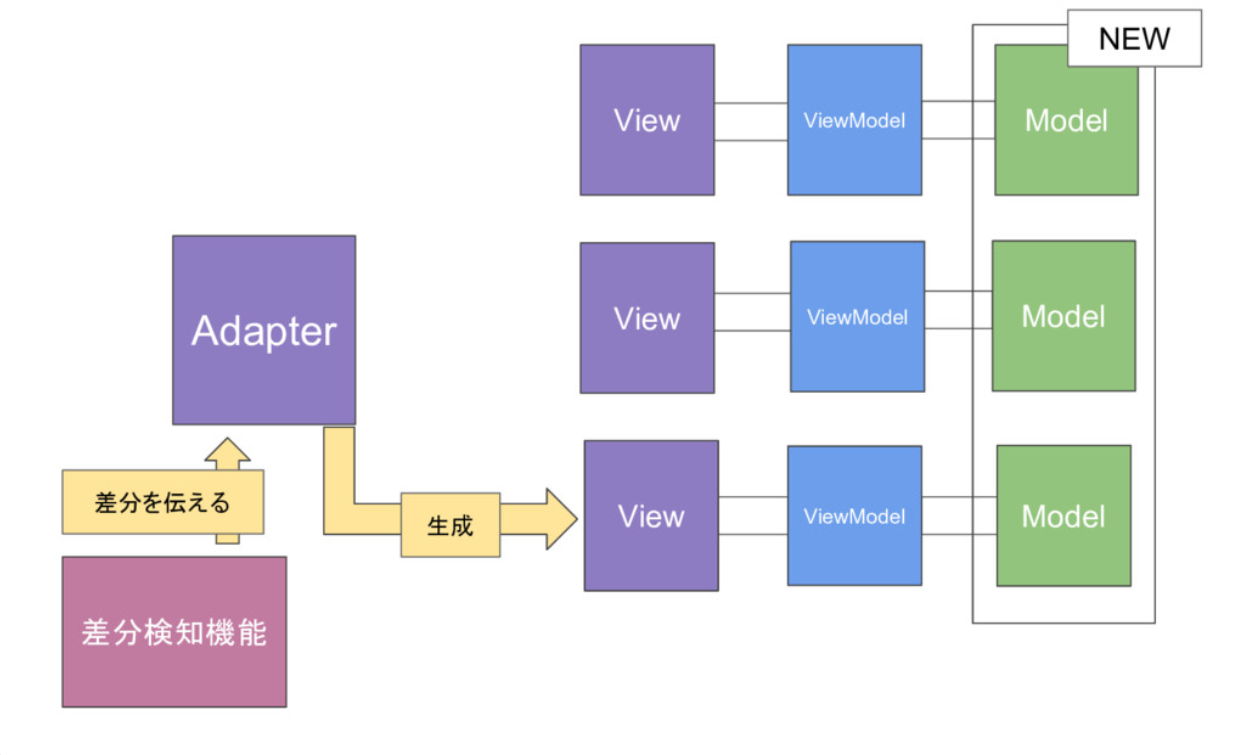 NEW
View
ViewModel
Model
View
ViewModel
Model
Adapter
差分を伝える
生成
View
ViewModel
Model
差分検知機能